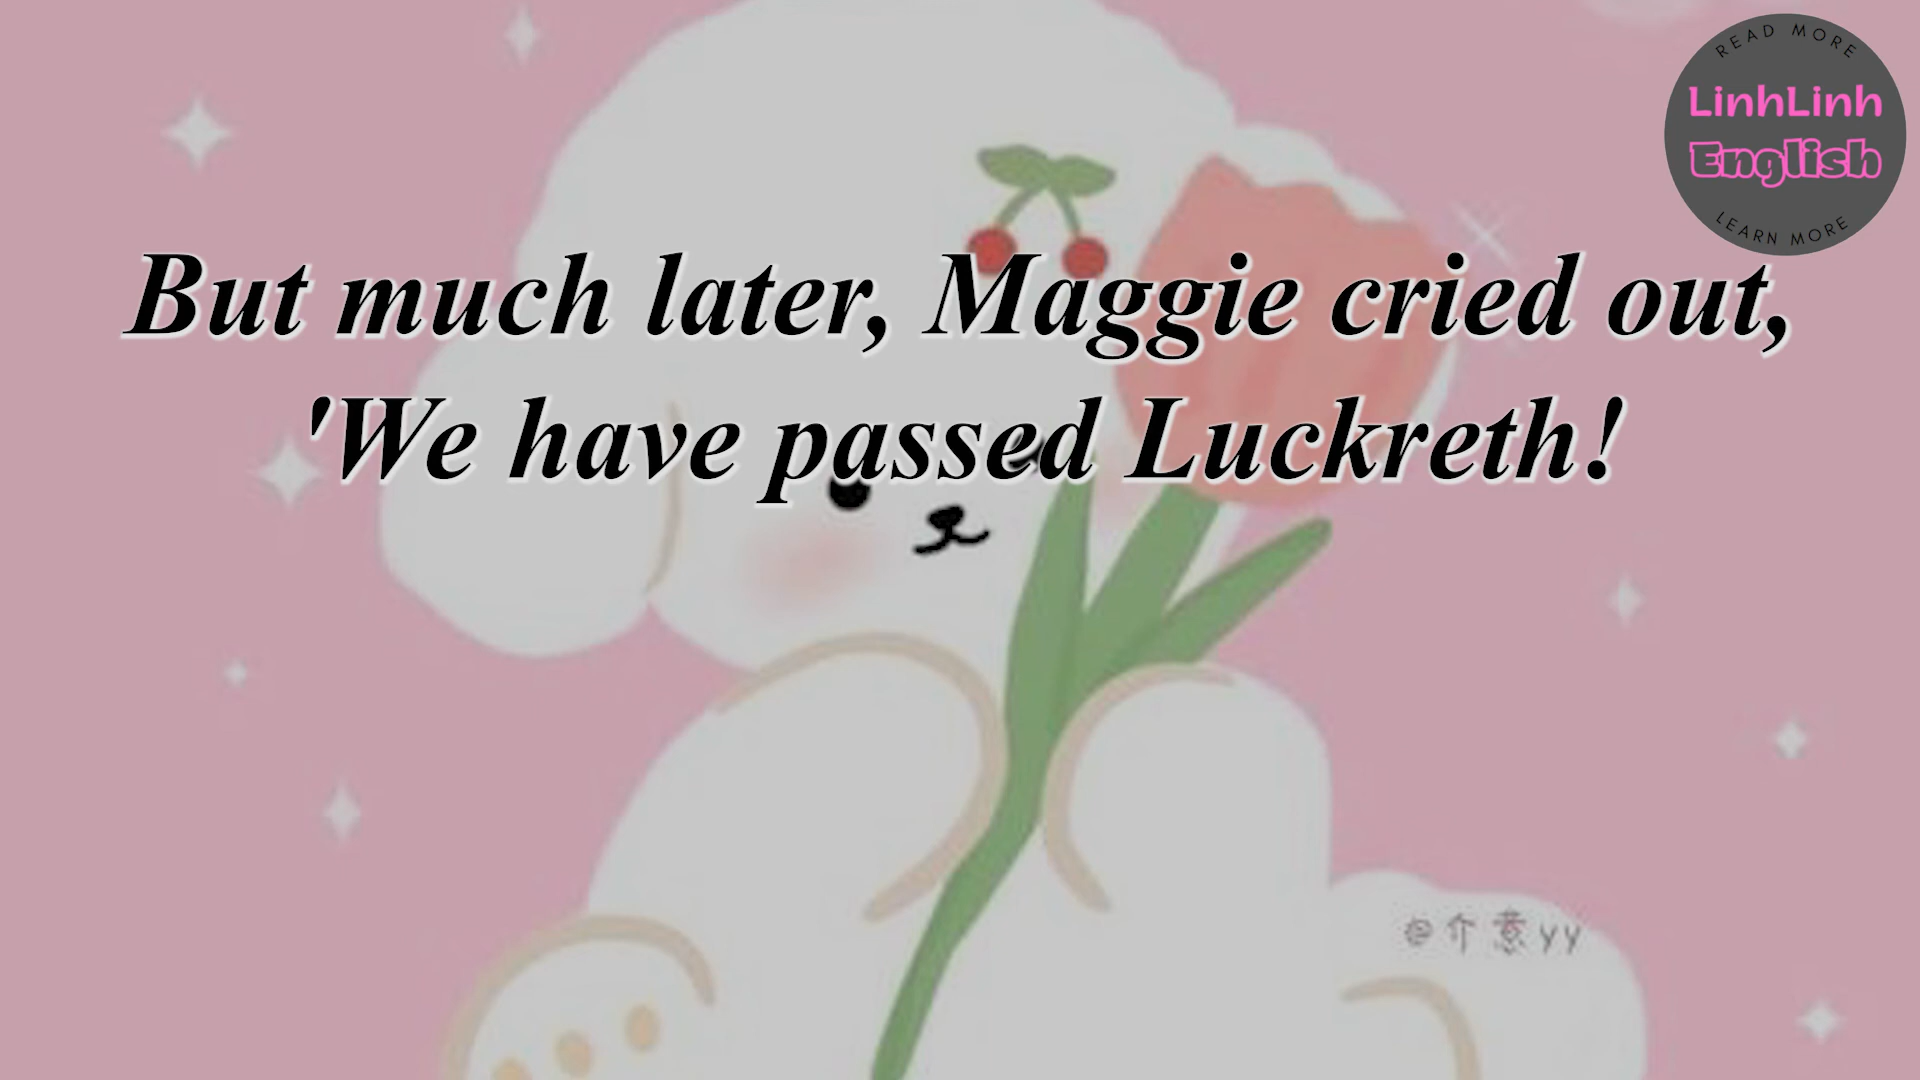 READ MORE
LinhLinh
English
LEARN MORE
But much later, Maggie cried out,
'We have passed Luckreth!
@介意yy